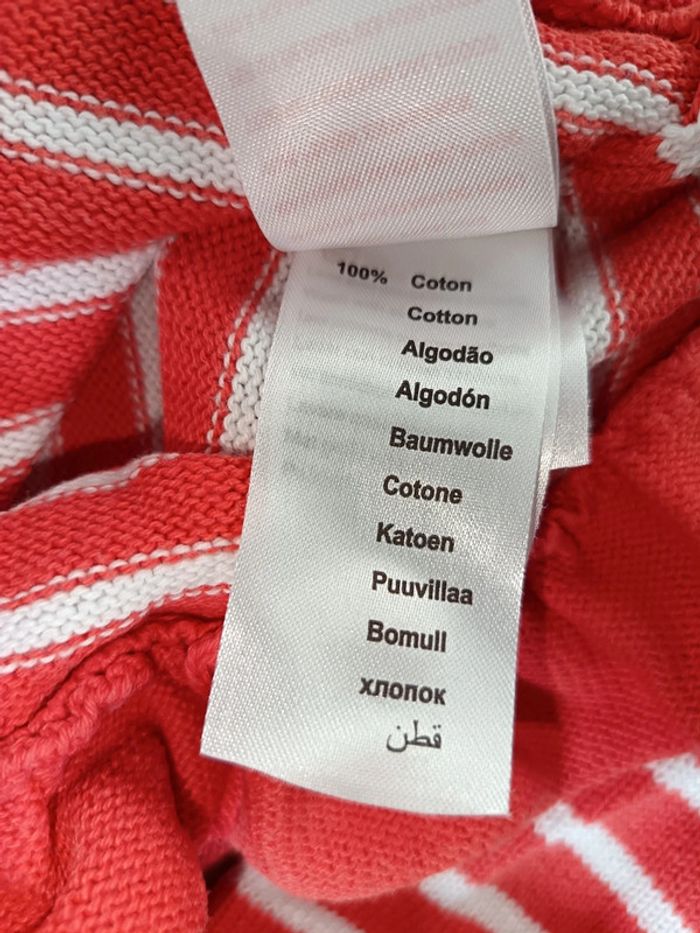 100% Coton
Cotton
Algodão
Algodón
Baumwolle
Cotone
Katoen
Puuvillaa
Bomull
хлопок
قطن